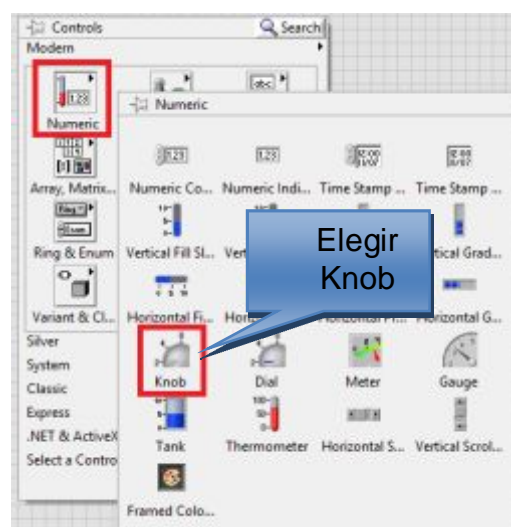 Controls
Search
Modern
Numeric
Array, Matrix...
Ring & Enum
Variant & Cl...
Silver
System
Classic
Express
.NET & ActiveX
Select a Contro
Numeric
Numeric Co...
Numeric Indi...
Time Stamp ...
Time Stamp ...
Vertical Fill Sl...
Ver
tical Grad...
Horizontal Fi...
Horizontal G...
Knob
Dial
Meter
Gauge
Tank
Thermometer
Horizontal S...
Vertical Scrol...
Framed Colo...
Elegir
Knob